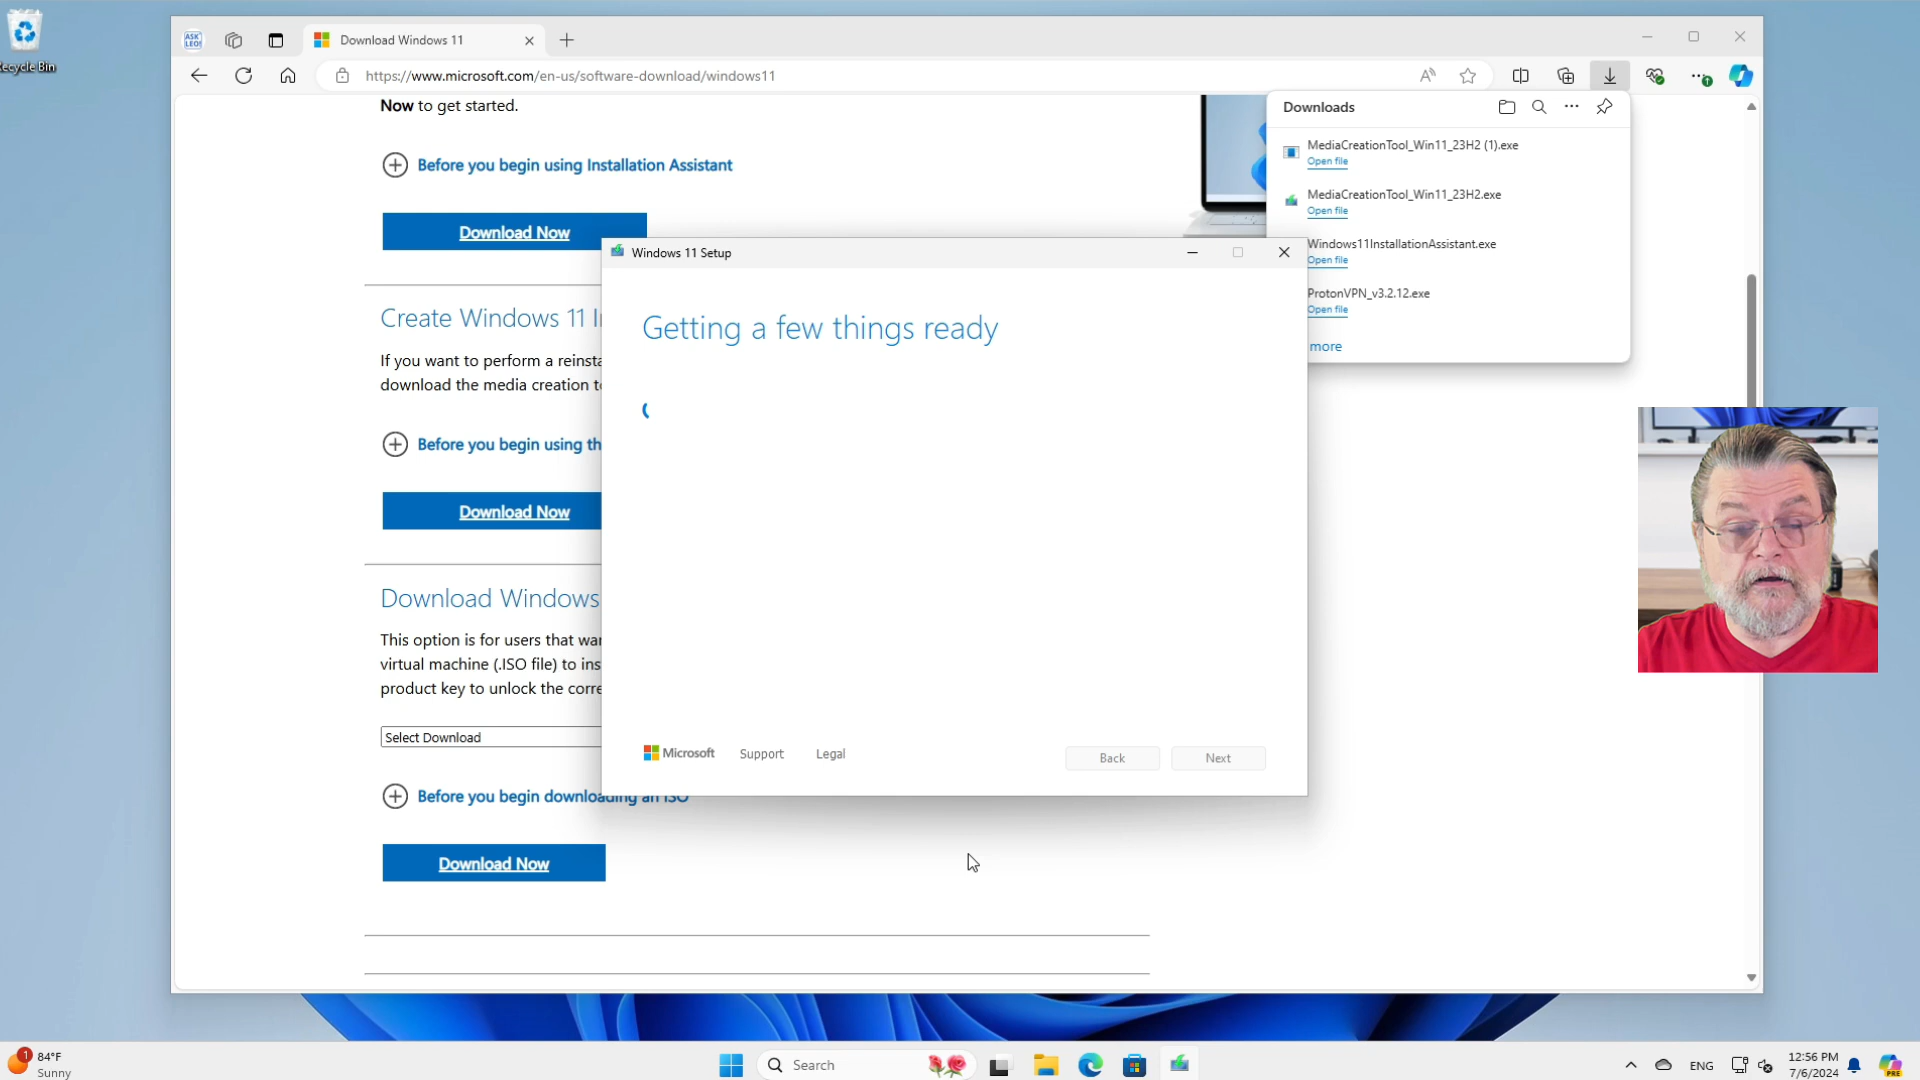 Recycle Bin
ASK LEO!
Download Windows 11
https://www.microsoft.com/en-us/software-download/windows11
Now to get started.
Before you begin using Installation Assistant
Download Now
Create Windows 11 I
If you want to perform a reinsta
download the media creation t
Before you begin using th
Download Now
Download Windows
This option is for users that wa
virtual machine (.ISO file) to ins
product key to unlock the corre
Select Download
Before you begin downloading an ISO
Download Now
Downloads
MediaCreationTool_Win11_23H2 (1).exe
Open file
MediaCreationTool_Win11_23H2.exe
Open file
Windows11InstallationAssistant.exe
Open file
ProtonVPN_v3.2.12.exe
Open file
more
Windows 11 Setup
Getting a few things ready
Microsoft
Support
Legal
Back
Next
1
84°F
Sunny
Search
ENG
12:56 PM
7/6/2024
PRE